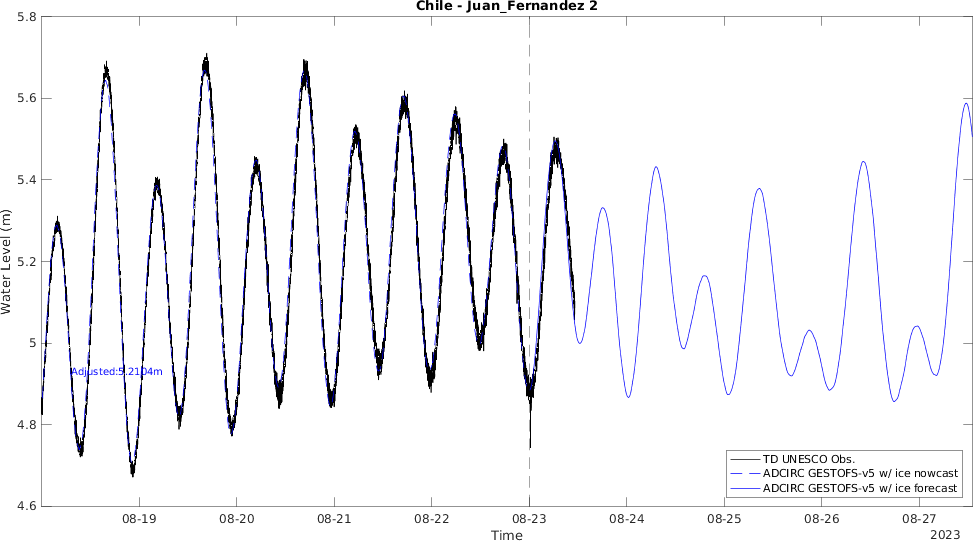 Chile - Juan_Fernandez 2
5.8
5.6
5.4
5.2
5
4.8
4.6
Water Level (m)
Adjusted:5.2104m
TD UNESCO Obs.
ADCIRC GESTOFS-v5 w/ ice nowcast
ADCIRC GESTOFS-v5 w/ ice forecast
08-19 08-20 08-21 08-22 08-23 08-24 08-25 08-26 08-27
Time
2023